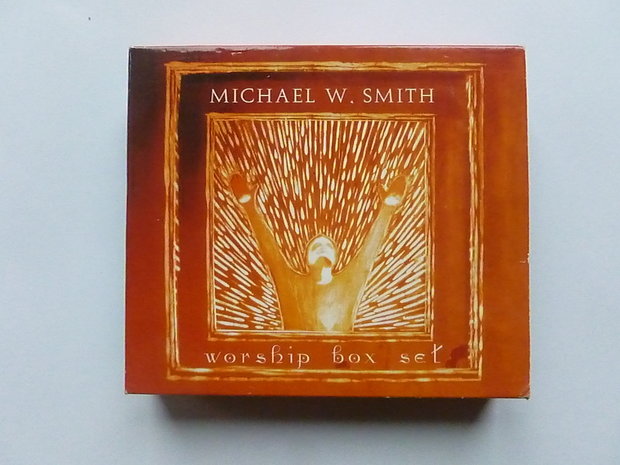 MICHAEL W. SMITH
worship box set